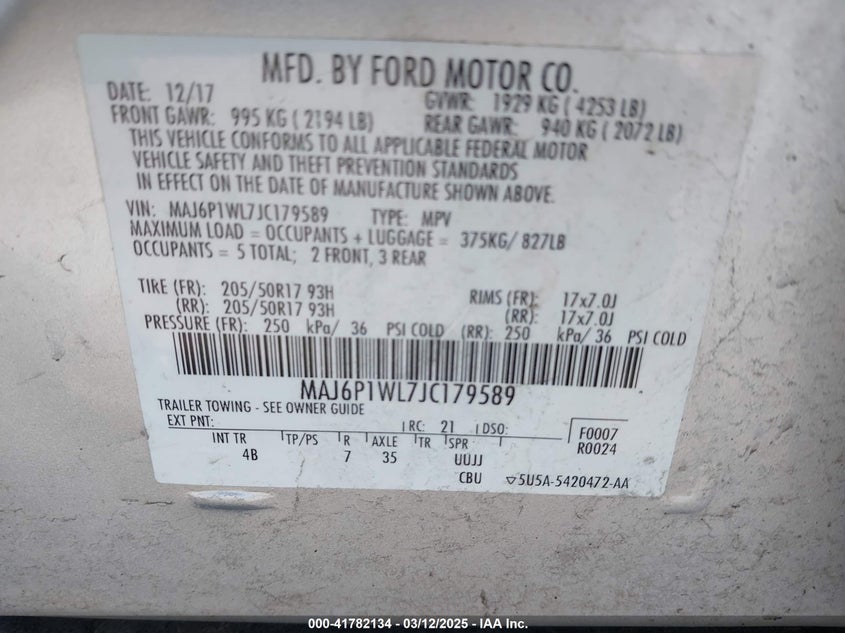 MFD. BY FORD MOTOR CO.
DATE: 12/17 GVWR: 1929 KG ( 4253 LB)
FRONT GAWR: 995 KG ( 2194 LB) REAR GAWR: 940 KG ( 2072 LB)
THIS VEHICLE CONFORMS TO ALL APPLICABLE FEDERAL MOTOR
VEHICLE SAFETY AND THEFT PREVENTION STANDARDS
IN EFFECT ON THE DATE OF MANUFACTURE SHOWN ABOVE.
VIN: MAJ6P1WL7JC179589 TYPE: MPV
MAXIMUM LOAD = OCCUPANTS + LUGGAGE = 375KG/ 827LB
OCCUPANTS = 5 TOTAL; 2 FRONT, 3 REAR
TIRE (FR): 205/50R17 93H RIMS (FR): 17x7.0J
(RR): 205/50R17 93H (RR): 17x7.0J
PRESSURE (FR): 250 kPa/ 36 PSI COLD (RR): 250 kPa/ 36 PSI COLD
MAJ6P1WL7JC179589
TRAILER TOWING - SEE OWNER GUIDE
EXT PNT: RC: 21 DSO: F0007
INT TR TP/PS R AXLE TR SPR R0024
4B 7 35 UUJJ
CBU 5U5A-5420472-AA
000-41782134 - 03/12/2025 - IAA Inc.